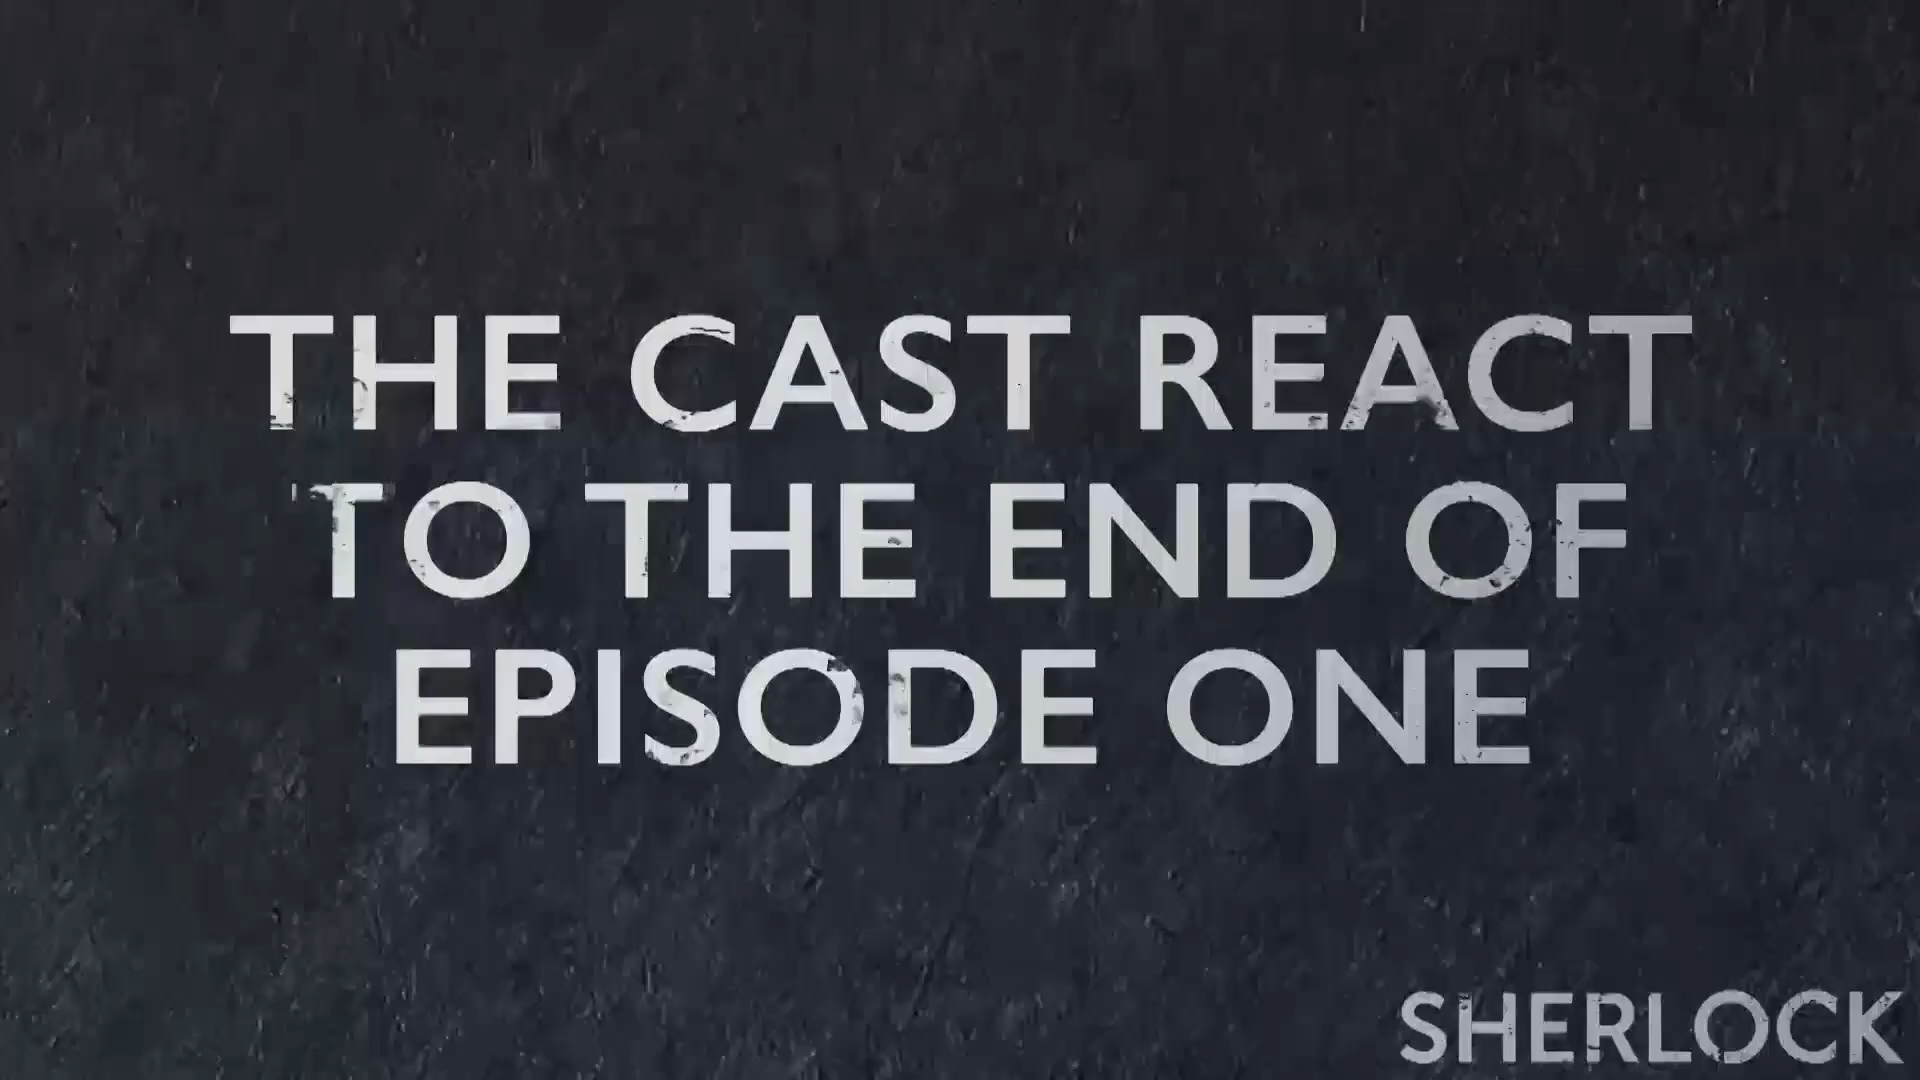 THE CAST REACT
TO THE END OF
EPISODE ONE
SHERLOCK